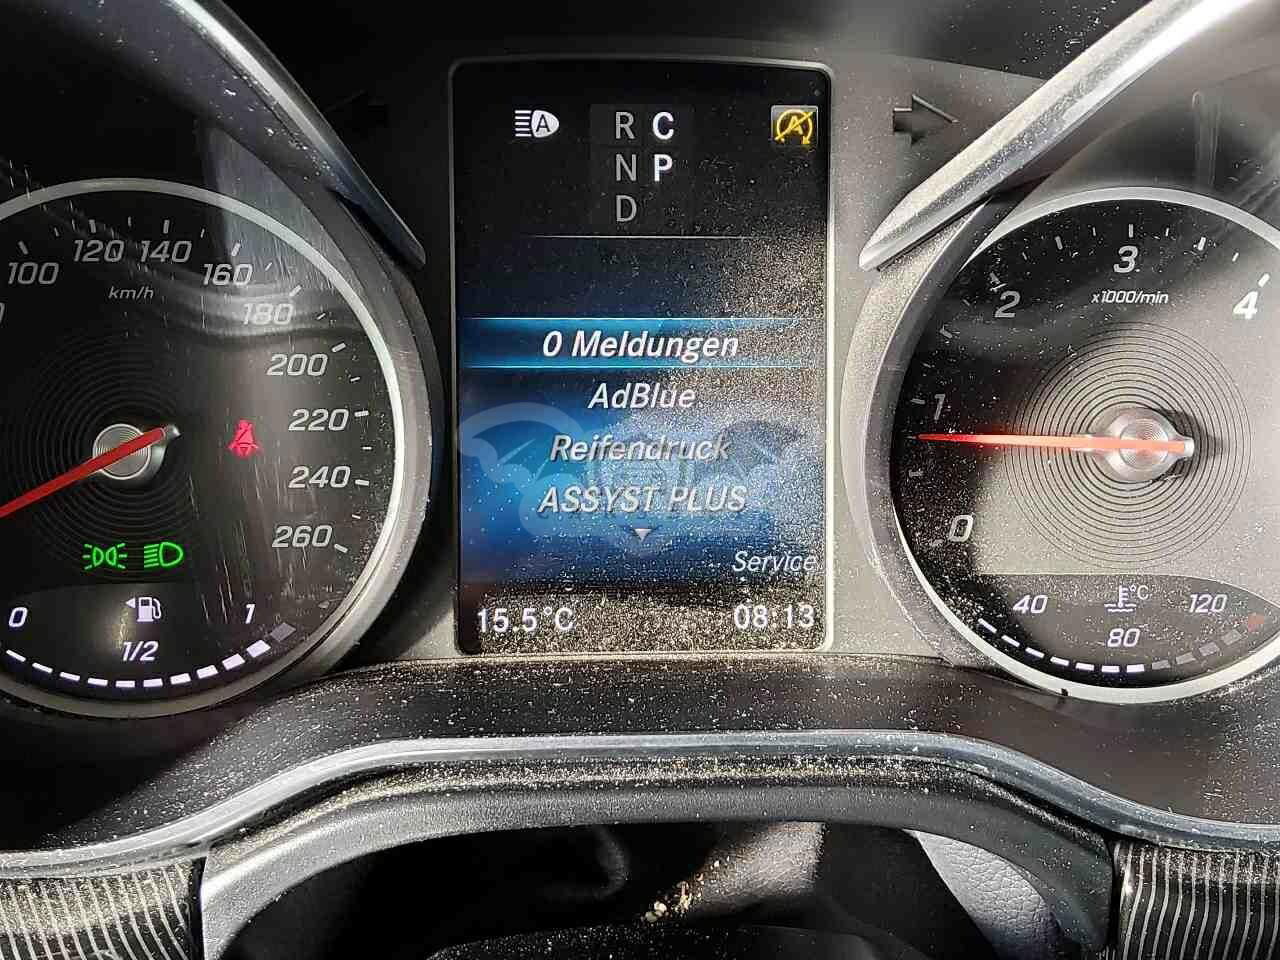 R C
N P
D
0 Meldungen
AdBlue
Reifendruck
ASSYST PLUS
Service
15.5°C 08:13
100 120 140 160 180 200 220 240 260
km/h
0 1/2 1
0 1 2 3 4
x1000/min
40 80 120
°C
A
A